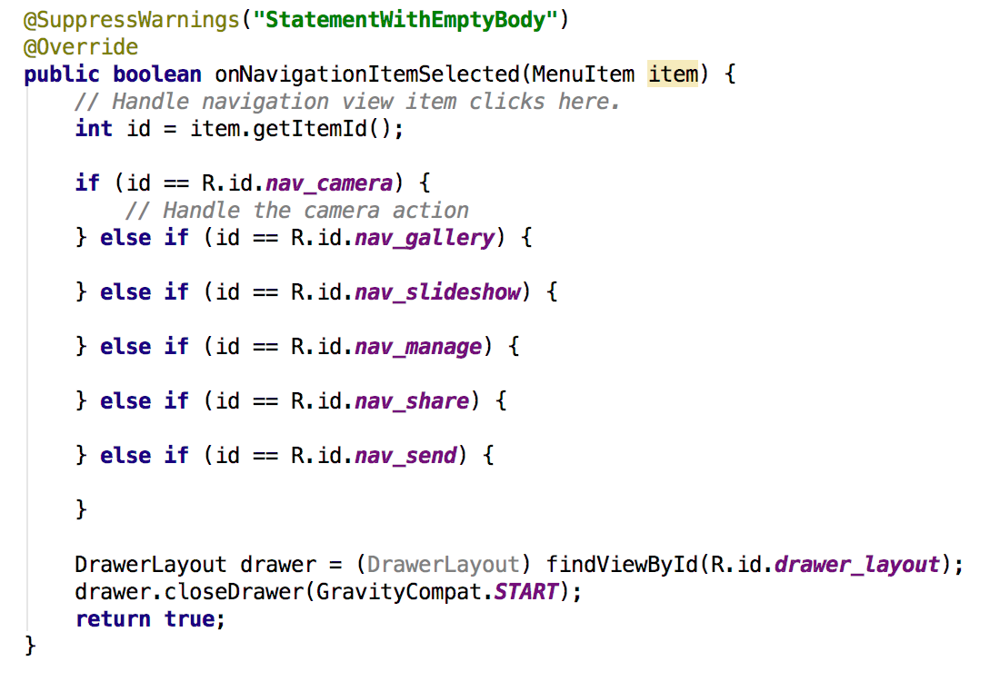 @SuppressWarnings("StatementWithEmptyBody")
@Override
public boolean onNavigationItemSelected(MenuItem item) {
    // Handle navigation view item clicks here.
    int id = item.getItemId();

    if (id == R.id.nav_camera) {
        // Handle the camera action
    } else if (id == R.id.nav_gallery) {

    } else if (id == R.id.nav_slideshow) {

    } else if (id == R.id.nav_manage) {

    } else if (id == R.id.nav_share) {

    } else if (id == R.id.nav_send) {

    }

    DrawerLayout drawer = (DrawerLayout) findViewById(R.id.drawer_layout);
    drawer.closeDrawer(GravityCompat.START);
    return true;
}